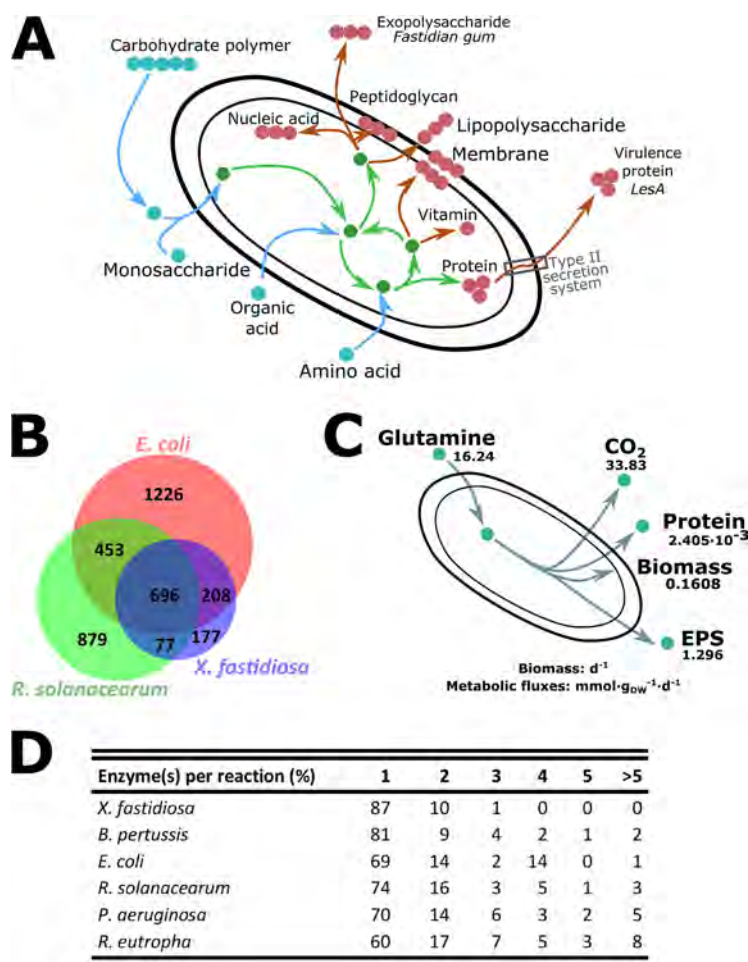 A
Exopolysaccharide
Fastidian gum
Carbohydrate polymer
Peptidoglycan
Nucleic acid
Lipopolysaccharide
Membrane
Virulence
protein
LesA
Vitamin
Protein
Type II
secretion
system
Monosaccharide
Organic
acid
Amino acid
B
E. coli
1226
453
696
208
879
77
177
X. fastidiosa
R. solanacearum
C
Glutamine
16.24
CO2
33.83
Protein
2.405·10⁻³
Biomass
0.1608
EPS
1.296
Biomass: d⁻¹
Metabolic fluxes: mmol·gDW⁻¹·d⁻¹
D
Enzyme(s) per reaction (%) 1 2 3 4 5 >5
X. fastidiosa 87 10 1 0 0 0
B. pertussis 81 9 4 2 1 2
E. coli 69 14 2 14 0 1
R. solanacearum 74 16 3 5 1 3
P. aeruginosa 70 14 6 3 2 5
R. eutropha 60 17 7 5 3 8